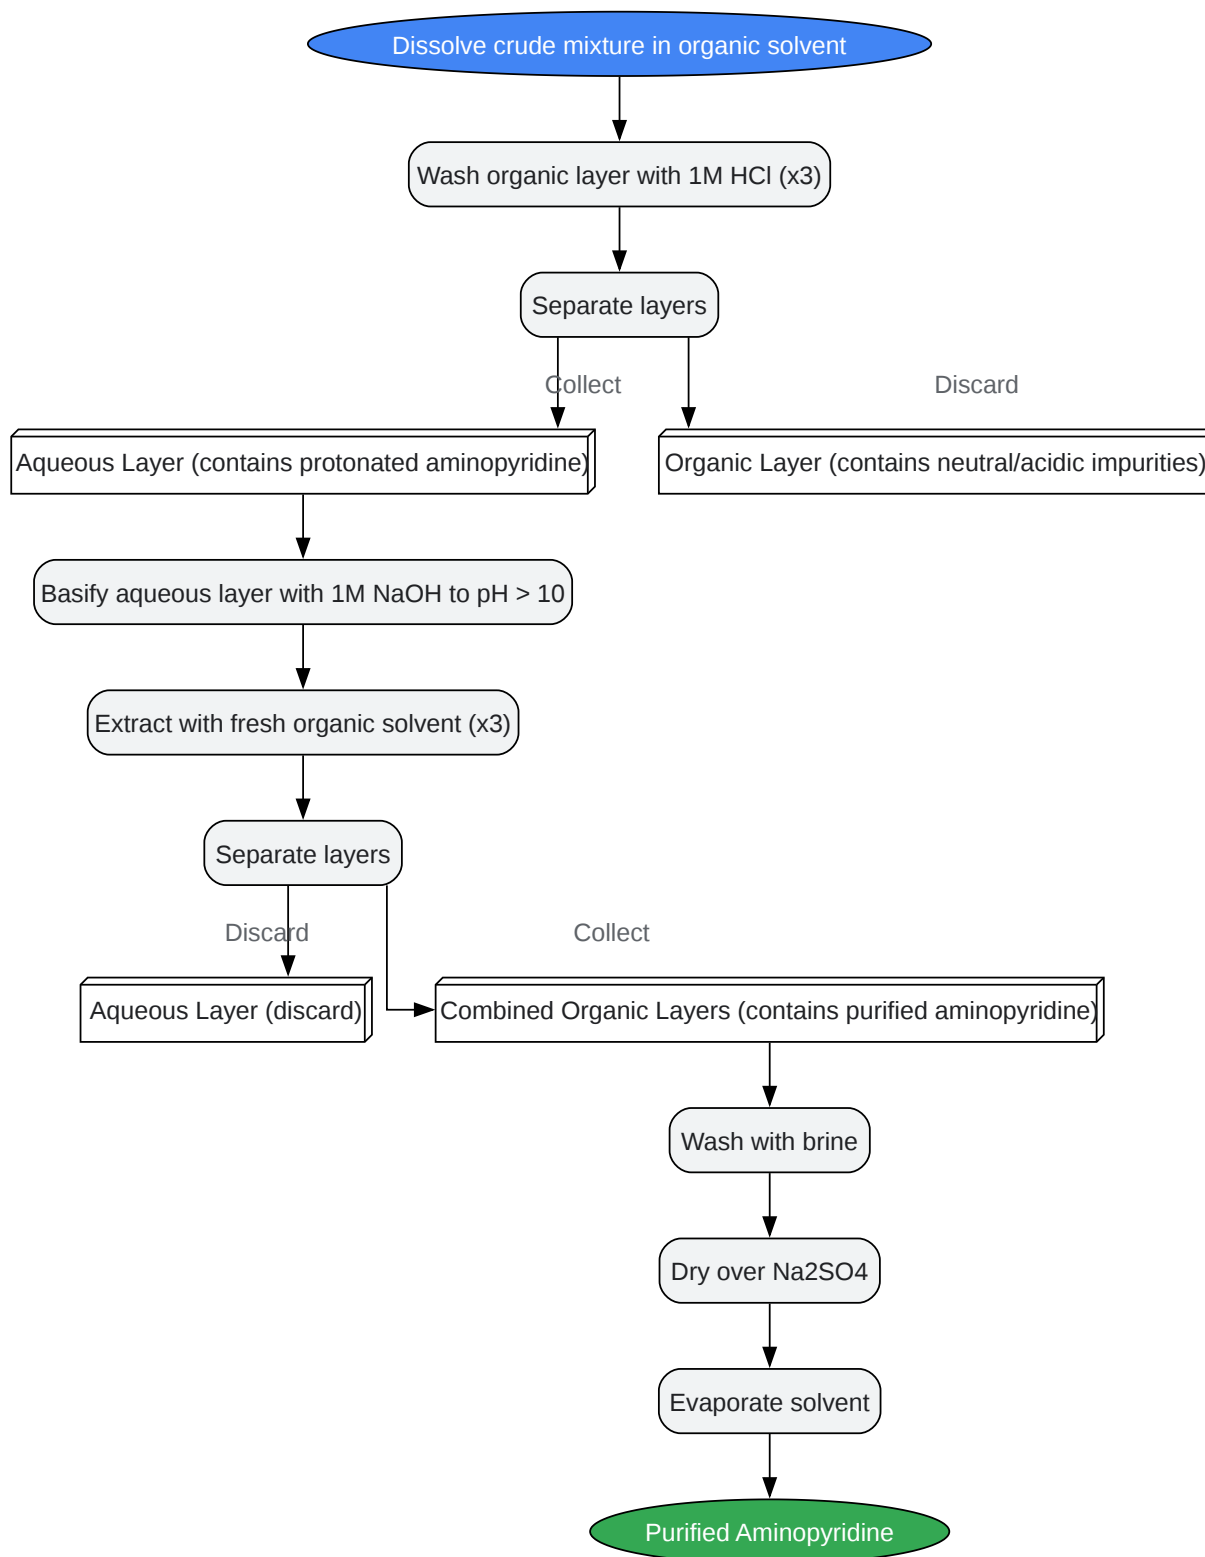 Dissolve crude mixture in organic solvent
Wash organic layer with 1M HCl (x3)
Separate layers
Collect
Discard
Aqueous Layer (contains protonated aminopyridine)
Organic Layer (contains neutral/acidic impurities)
Basify aqueous layer with 1M NaOH to pH > 10
Extract with fresh organic solvent (x3)
Separate layers
Discard
Collect
Aqueous Layer (discard)
Combined Organic Layers (contains purified aminopyridine)
Wash with brine
Dry over Na2SO4
Evaporate solvent
Purified Aminopyridine